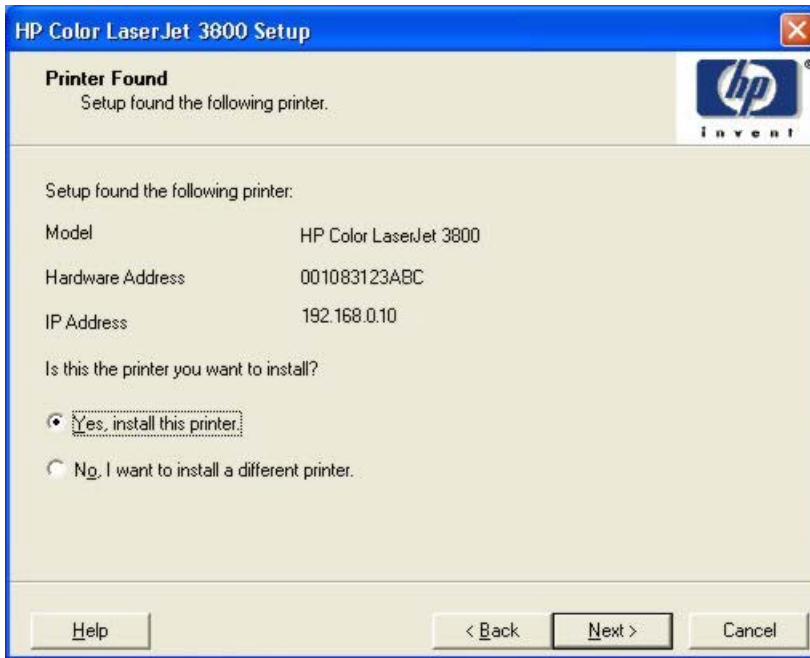 HP Color LaserJet 3800 Setup
Printer Found
Setup found the following printer.
hp
®
invent
Setup found the following printer:
Model HP Color LaserJet 3800
Hardware Address 001083123ABC
IP Address 192.168.0.10
Is this the printer you want to install?
Yes, install this printer.
No, I want to install a different printer.
Help < Back Next > Cancel